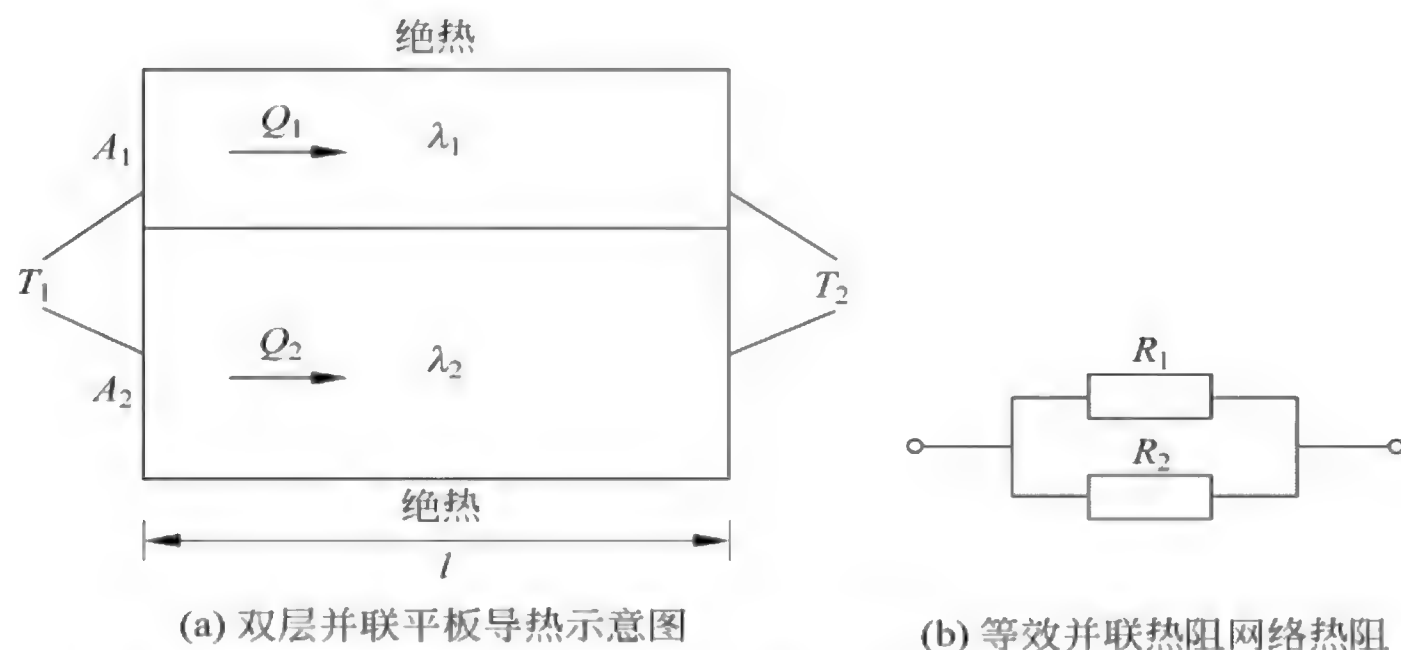 绝热
Q₁
λ₁
A₁
T₁
T₂
Q₂
λ₂
A₂
绝热
l
(a) 双层并联平板导热示意图
R₁
R₂
(b) 等效并联热阻网络热阻